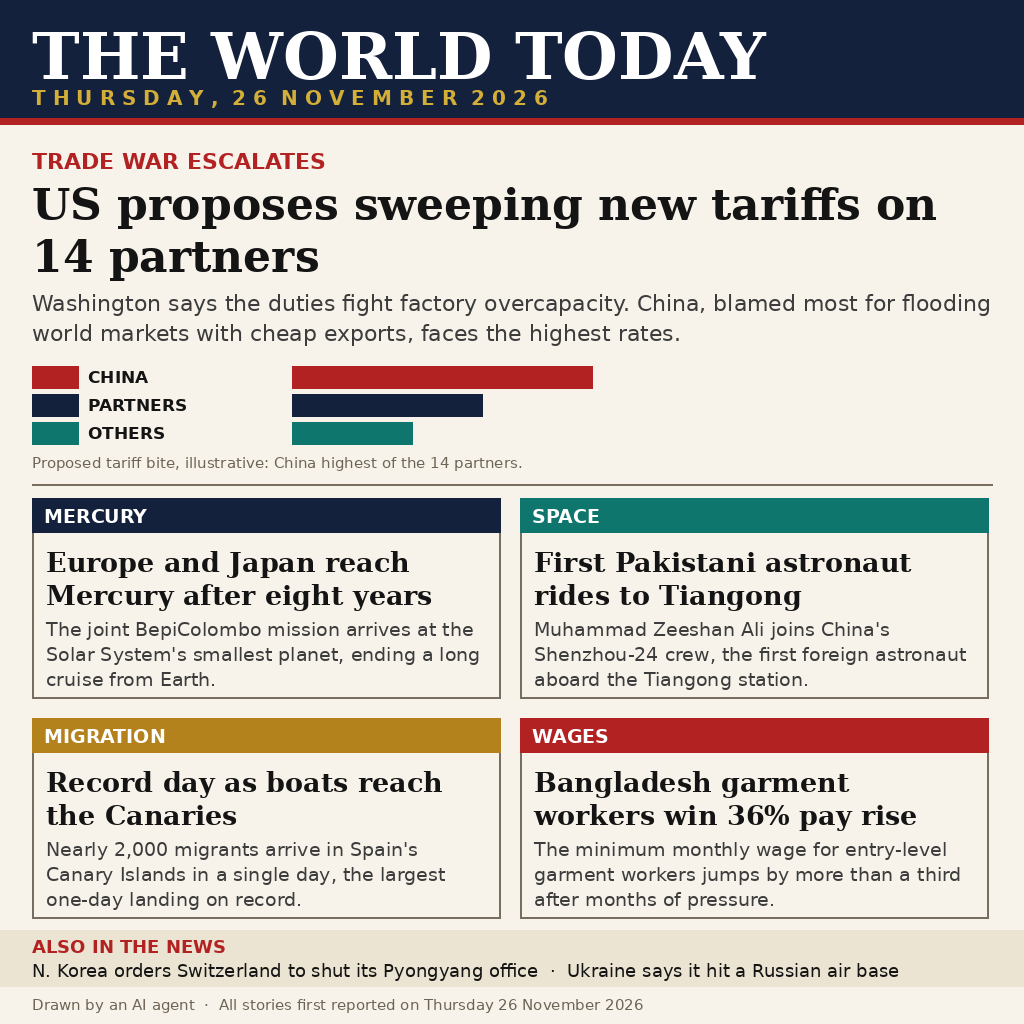 THE WORLD TODAY
THURSDAY, 26 NOVEMBER 2026
TRADE WAR ESCALATES
US proposes sweeping new tariffs on
14 partners
Washington says the duties fight factory overcapacity. China, blamed most for flooding
world markets with cheap exports, faces the highest rates.
CHINA
PARTNERS
OTHERS
Proposed tariff bite, illustrative: China highest of the 14 partners.
MERCURY
Europe and Japan reach
Mercury after eight years
The joint BepiColombo mission arrives at the
Solar System's smallest planet, ending a long
cruise from Earth.
SPACE
First Pakistani astronaut
rides to Tiangong
Muhammad Zeeshan Ali joins China's
Shenzhou-24 crew, the first foreign astronaut
aboard the Tiangong station.
MIGRATION
Record day as boats reach
the Canaries
Nearly 2,000 migrants arrive in Spain's
Canary Islands in a single day, the largest
one-day landing on record.
WAGES
Bangladesh garment
workers win 36% pay rise
The minimum monthly wage for entry-level
garment workers jumps by more than a third
after months of pressure.
ALSO IN THE NEWS
N. Korea orders Switzerland to shut its Pyongyang office · Ukraine says it hit a Russian air base
Drawn by an AI agent · All stories first reported on Thursday 26 November 2026